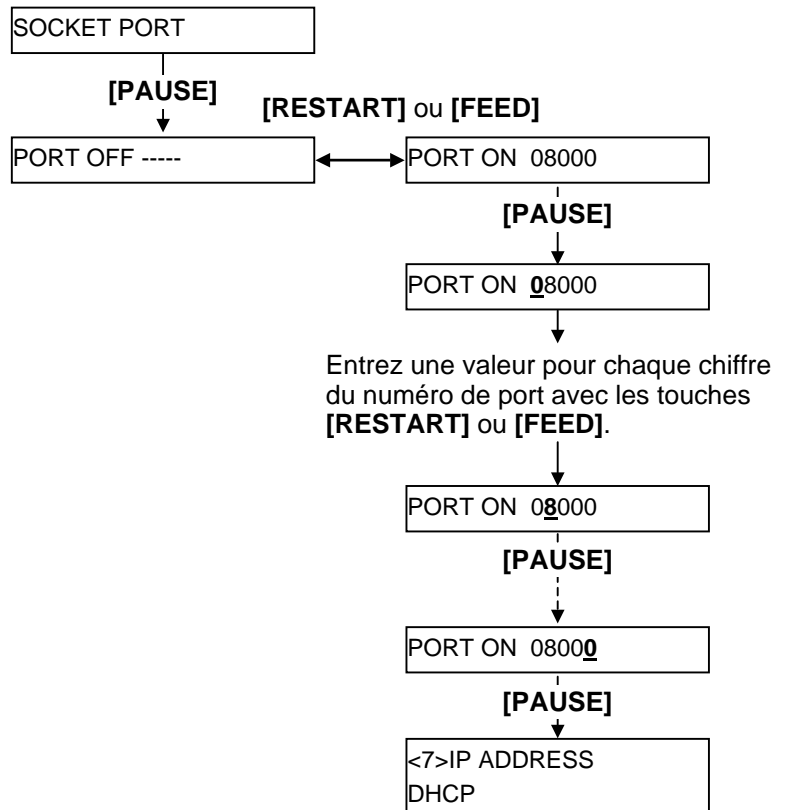 SOCKET PORT
[PAUSE]
[RESTART] ou [FEED]
PORT OFF -----
PORT ON 08000
[PAUSE]
PORT ON 08000
Entrez une valeur pour chaque chiffre
du numéro de port avec les touches
[RESTART] ou [FEED].
PORT ON 08000
[PAUSE]
PORT ON 08000
[PAUSE]
<7>IP ADDRESS
DHCP